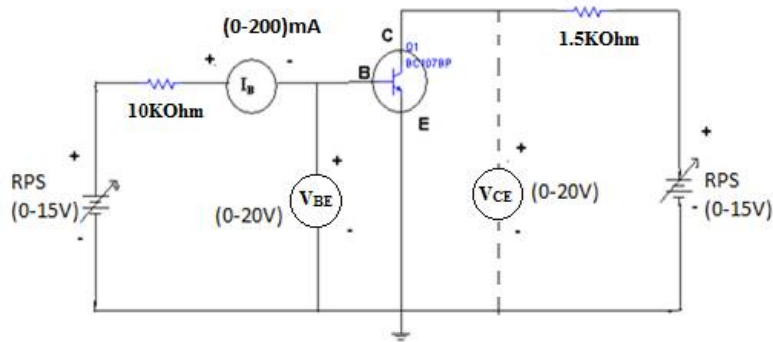 (0-200)mA
+
-
C
Q1
BC107BP
1.5KOhm
B
I_B
10KOhm
E
+
RPS
(0-15V)
-
+
V_BE
(0-20V)
-
+
V_CE
(0-20V)
-
+
RPS
-
(0-15V)